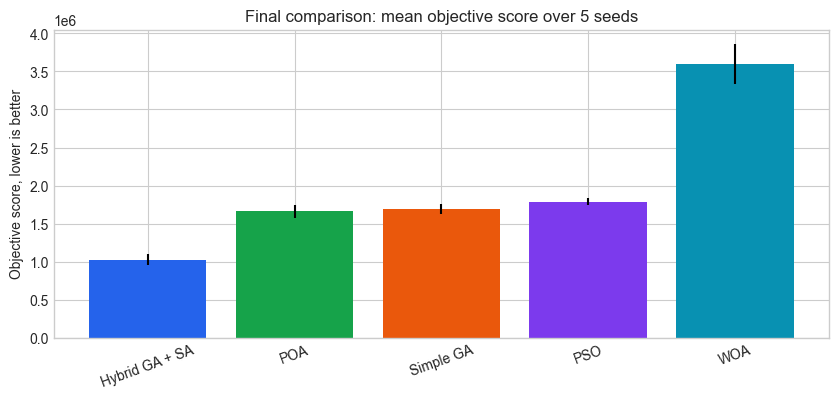 Final comparison: mean objective score over 5 seeds
1e6
Objective score, lower is better
4.0
3.5
3.0
2.5
2.0
1.5
1.0
0.5
0.0
Hybrid GA + SA
POA
Simple GA
PSO
WOA